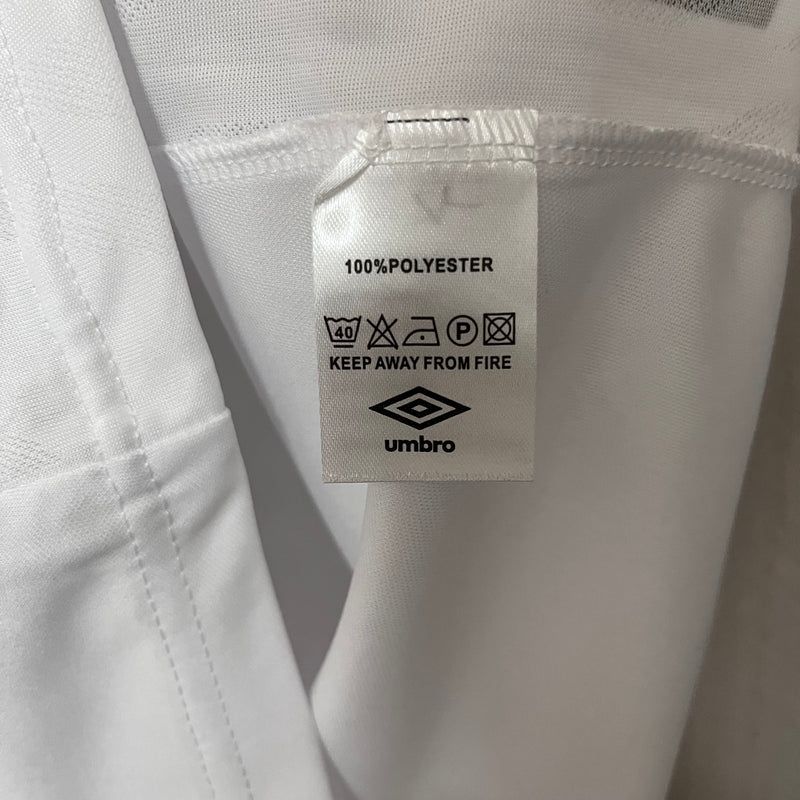 100%POLYESTER
40 P
KEEP AWAY FROM FIRE
umbro